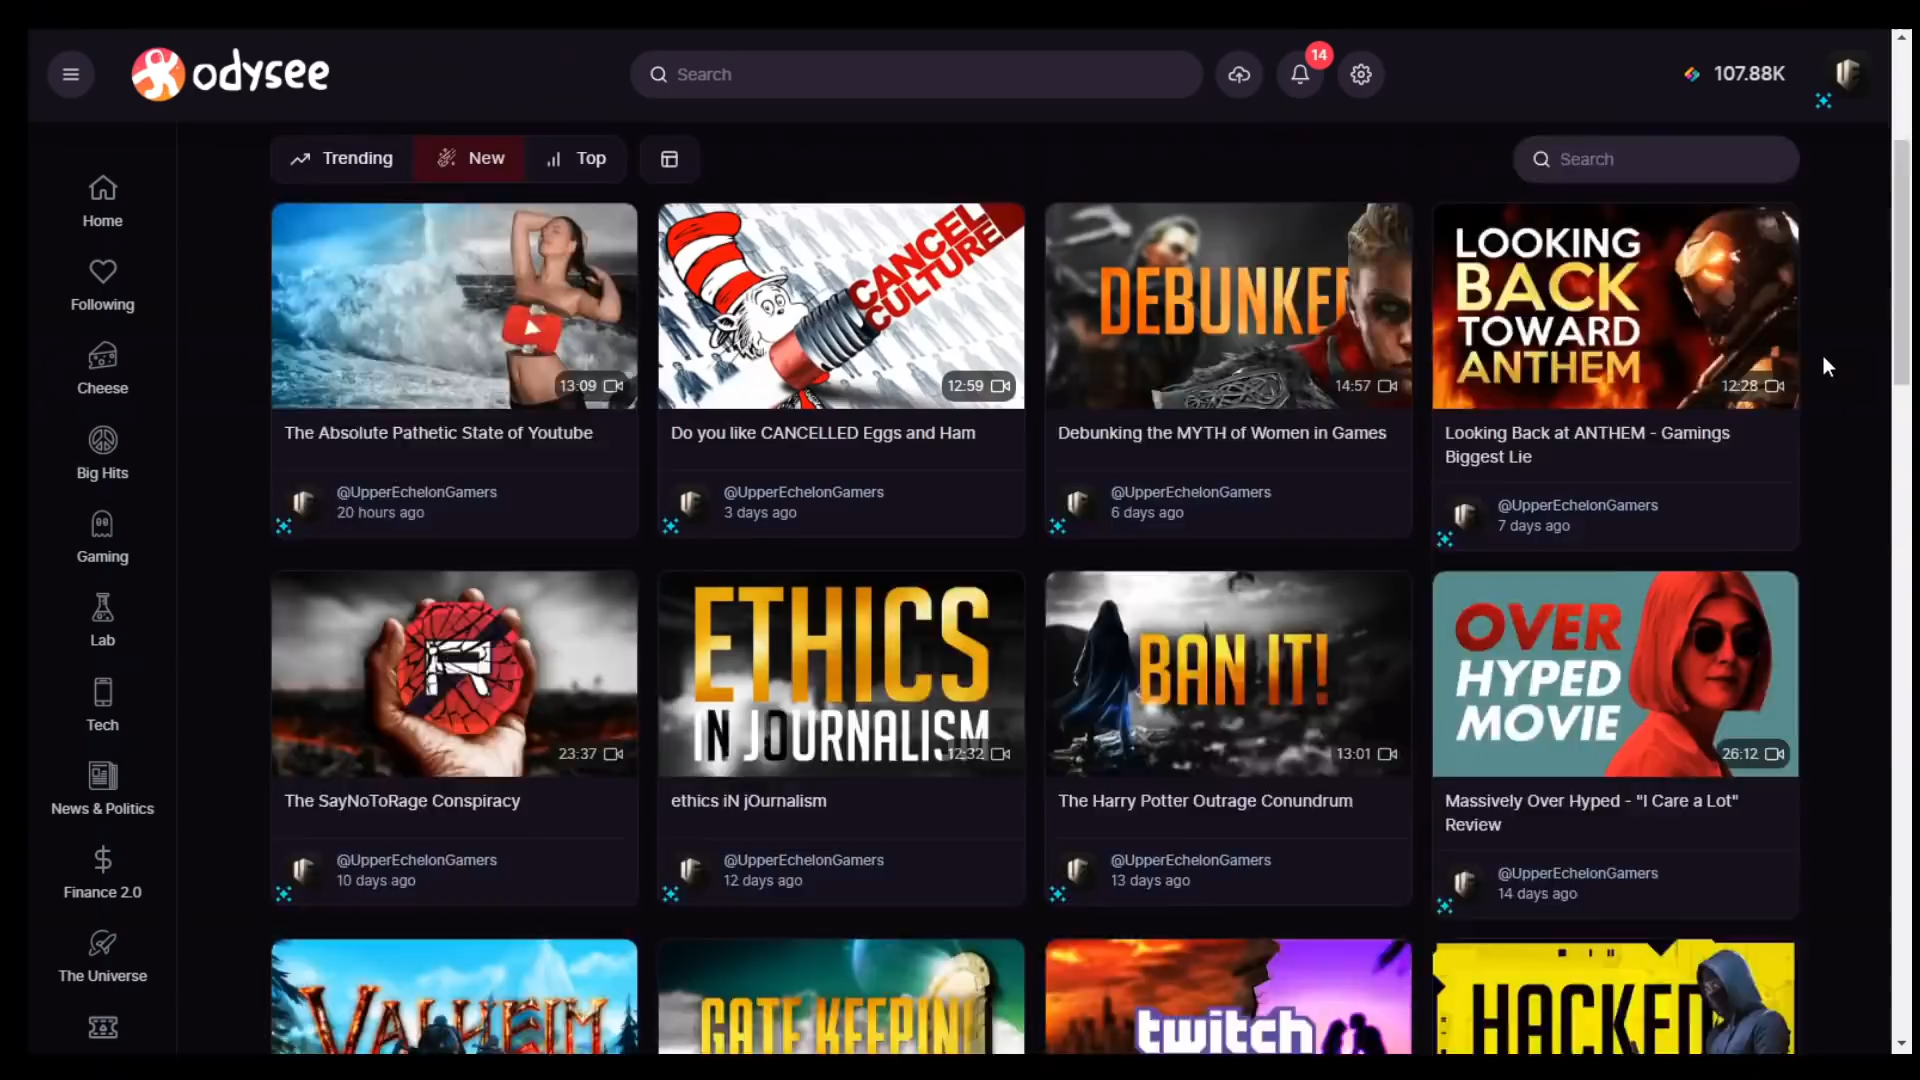 odysee
Search
14
107.88K
Trending
New
Top
Search
Home
Following
Cheese
Big Hits
Gaming
Lab
Tech
News & Politics
Finance 2.0
The Universe
13:09
The Absolute Pathetic State of Youtube
@UpperEchelonGamers
20 hours ago
CANCEL
CULTURE
12:59
Do you like CANCELLED Eggs and Ham
@UpperEchelonGamers
3 days ago
DEBUNKED
14:57
Debunking the MYTH of Women in Games
@UpperEchelonGamers
6 days ago
LOOKING
BACK
TOWARD
ANTHEM
12:28
Looking Back at ANTHEM - Gamings
Biggest Lie
@UpperEchelonGamers
7 days ago
23:37
The SayNoToRage Conspiracy
@UpperEchelonGamers
10 days ago
ETHICS
IN JOURNALISM
12:32
ethics iN jOurnalism
@UpperEchelonGamers
12 days ago
BAN IT!
13:01
The Harry Potter Outrage Conundrum
@UpperEchelonGamers
13 days ago
OVER
HYPED
MOVIE
26:12
Massively Over Hyped - "I Care a Lot"
Review
@UpperEchelonGamers
14 days ago
VALHEIM
GATE KEEPING
twitch
HACKED